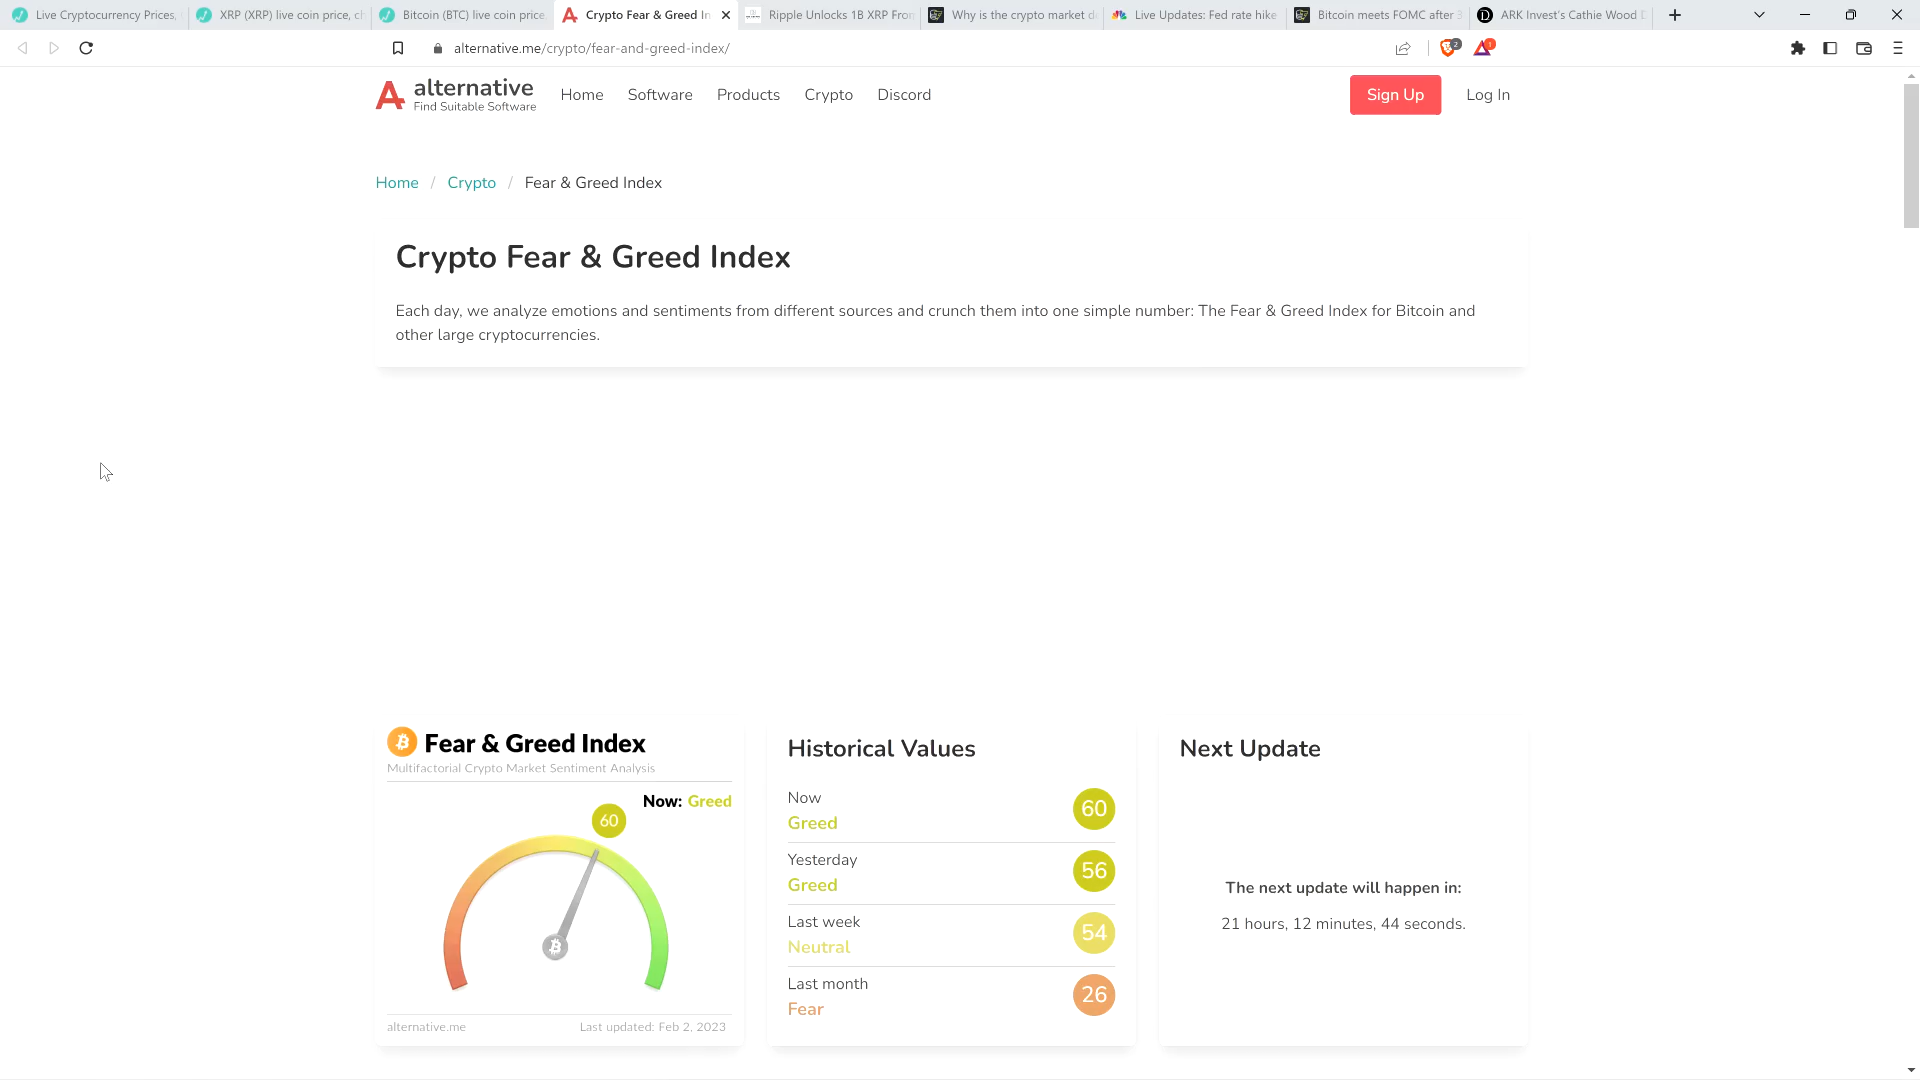 Live Cryptocurrency Prices,
XRP (XRP) live coin price, c
Bitcoin (BTC) live coin price
Crypto Fear & Greed In
Ripple Unlocks 1B XRP From
Why is the crypto market d
Live Updates: Fed rate hike
Bitcoin meets FOMC after 3
ARK Invest's Cathie Wood D
alternative.me/crypto/fear-and-greed-index/
2
1
alternative
Find Suitable Software
Home
Software
Products
Crypto
Discord
Sign Up
Log In
Home / Crypto / Fear & Greed Index
Crypto Fear & Greed Index
Each day, we analyze emotions and sentiments from different sources and crunch them into one simple number: The Fear & Greed Index for Bitcoin and
other large cryptocurrencies.
Fear & Greed Index
Multifactorial Crypto Market Sentiment Analysis
Now: Greed
60
alternative.me
Last updated: Feb 2, 2023
Historical Values
Now
Greed
60
Yesterday
Greed
56
Last week
Neutral
54
Last month
Fear
26
Next Update
The next update will happen in:
21 hours, 12 minutes, 44 seconds.